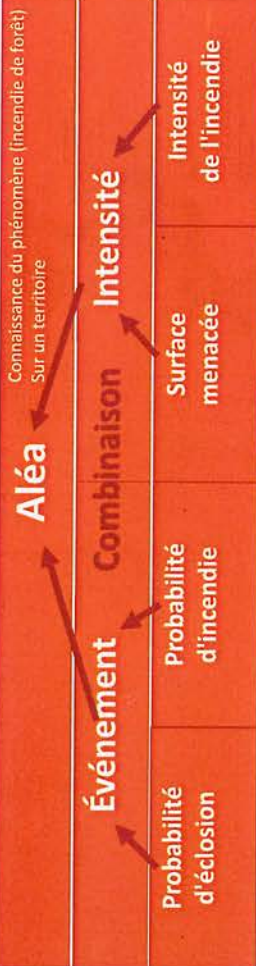 Aléa
Connaissance du phénomène (incendie de forêt)
Sur un territoire
Événement
Combinaison
Intensité
Probabilité
d'éclosion
Probabilité
d'incendie
Surface
menacée
Intensité
de l'incendie